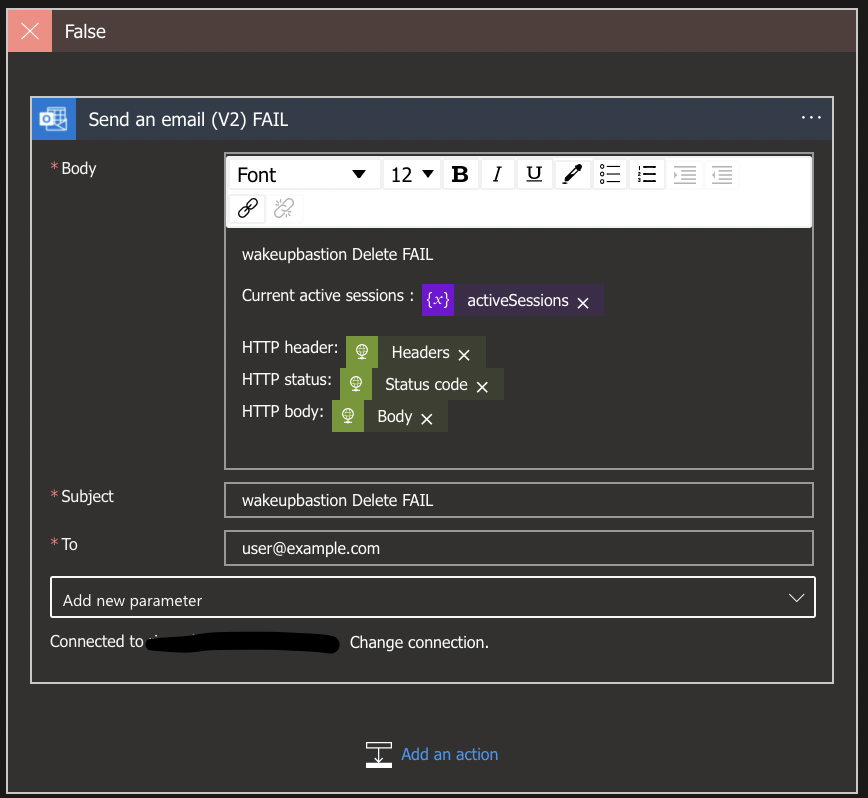 False
Send an email (V2) FAIL
* Body
Font 12 B I U
wakeupbastion Delete FAIL
Current active sessions : {x} activeSessions
HTTP header: Headers
HTTP status: Status code
HTTP body: Body
* Subject wakeupbastion Delete FAIL
* To user@example.com
Add new parameter
Connected to Change connection.
Add an action